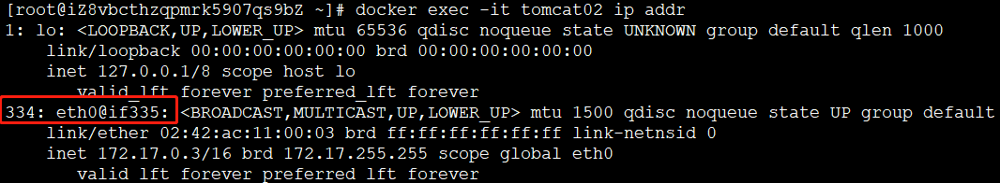 [root@iZ8vbcthzqpmrk5907qs9bZ ~]# docker exec -it tomcat02 ip addr
1: lo: <LOOPBACK,UP,LOWER_UP> mtu 65536 qdisc noqueue state UNKNOWN group default qlen 1000
link/loopback 00:00:00:00:00:00 brd 00:00:00:00:00:00
inet 127.0.0.1/8 scope host lo
valid_lft forever preferred_lft forever
334: eth0@if335: <BROADCAST,MULTICAST,UP,LOWER_UP> mtu 1500 qdisc noqueue state UP group default
link/ether 02:42:ac:11:00:03 brd ff:ff:ff:ff:ff:ff link-netnsid 0
inet 172.17.0.3/16 brd 172.17.255.255 scope global eth0
valid_lft forever preferred_lft forever